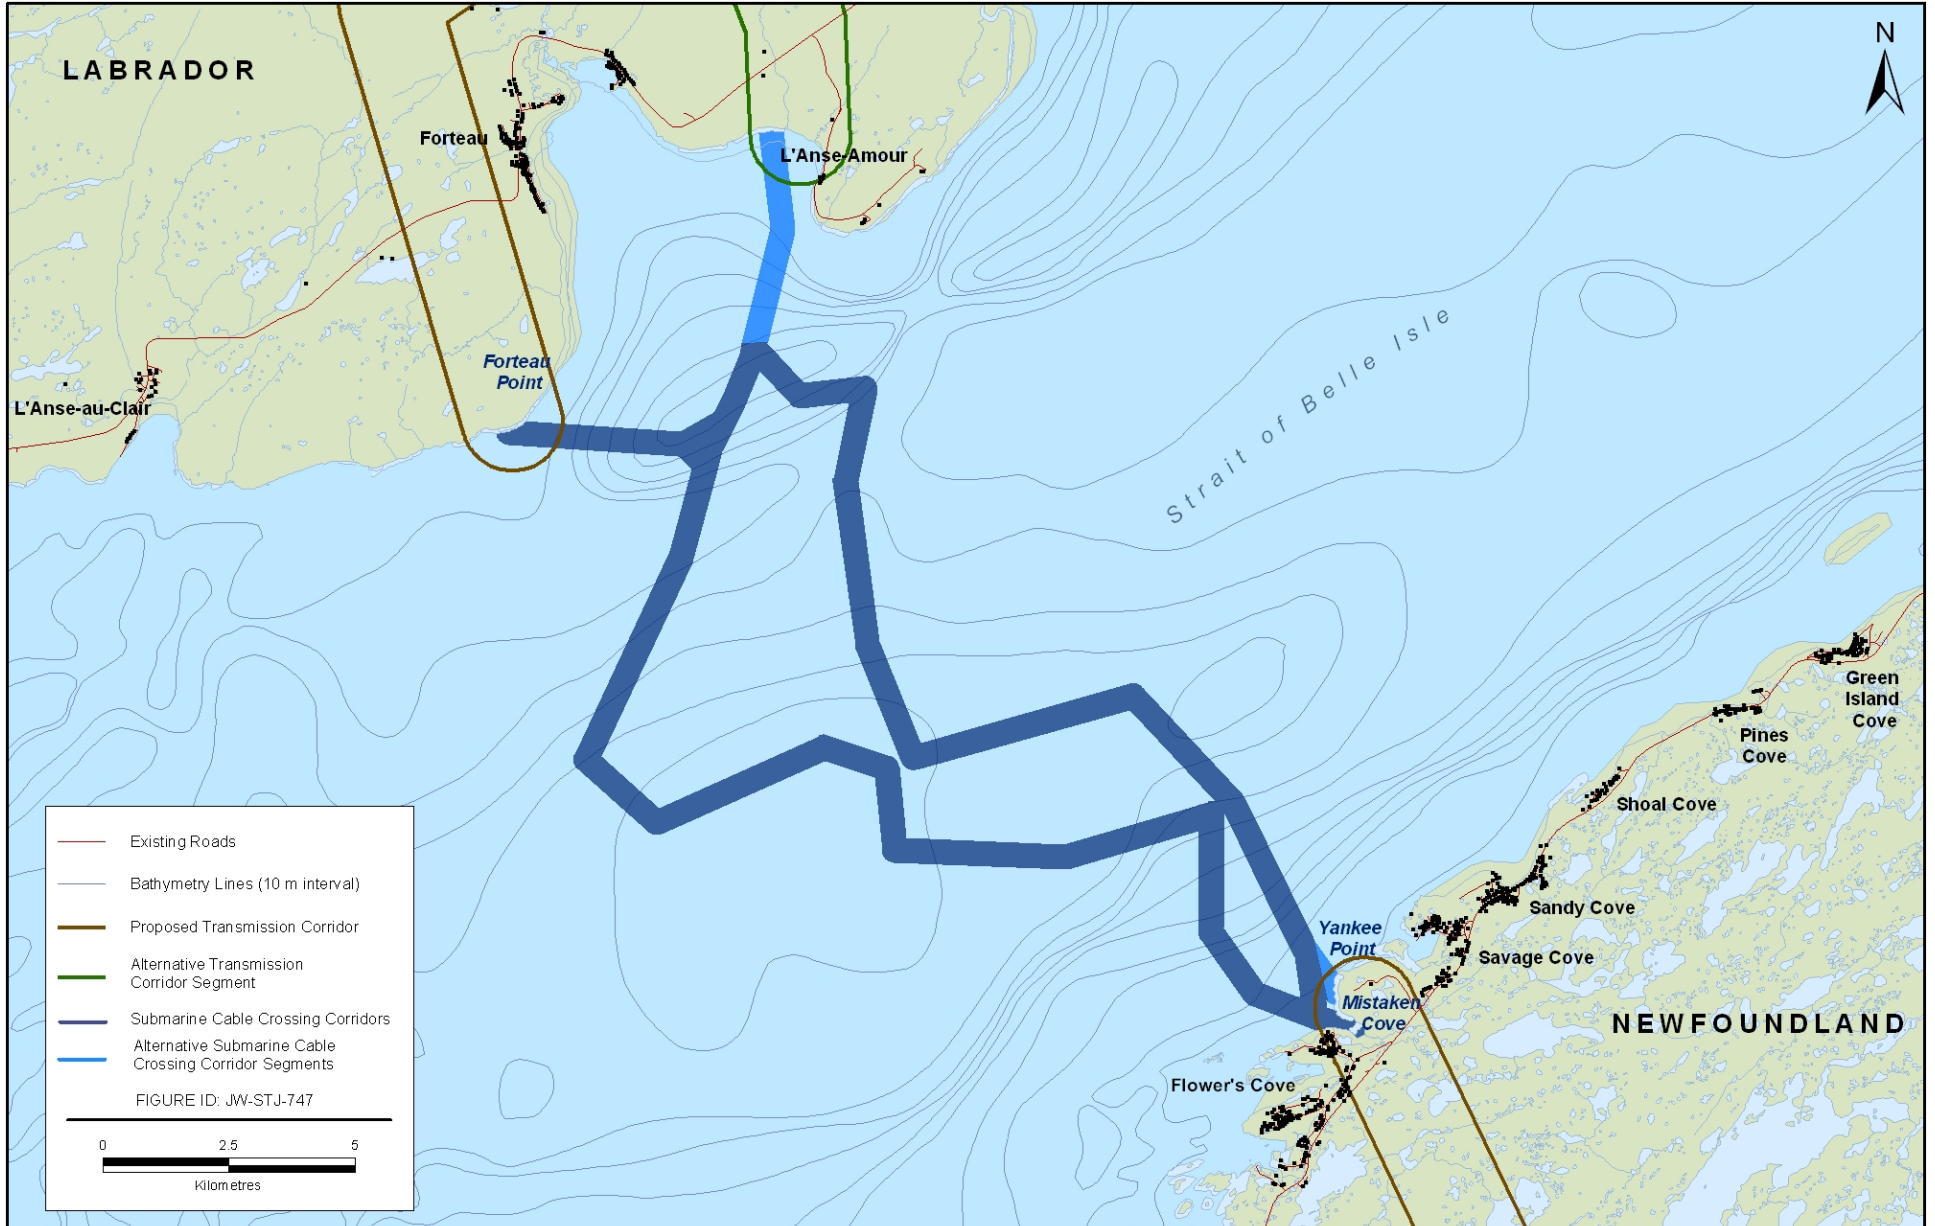 N
LABRADOR
Forteau
L'Anse-Amour
Forteau
Point
L'Anse-au-Clair
Strait of Belle Isle
Green
Island
Cove
Pines
Cove
Shoal Cove
Sandy Cove
Savage Cove
Yankee
Point
Mistaken
Cove
NEWFOUNDLAND
Flower's Cove
Existing Roads
Bathymetry Lines (10 m interval)
Proposed Transmission Corridor
Alternative Transmission
Corridor Segment
Submarine Cable Crossing Corridors
Alternative Submarine Cable
Crossing Corridor Segments
FIGURE ID: JW-STJ-747
0 2.5 5
Kilometres